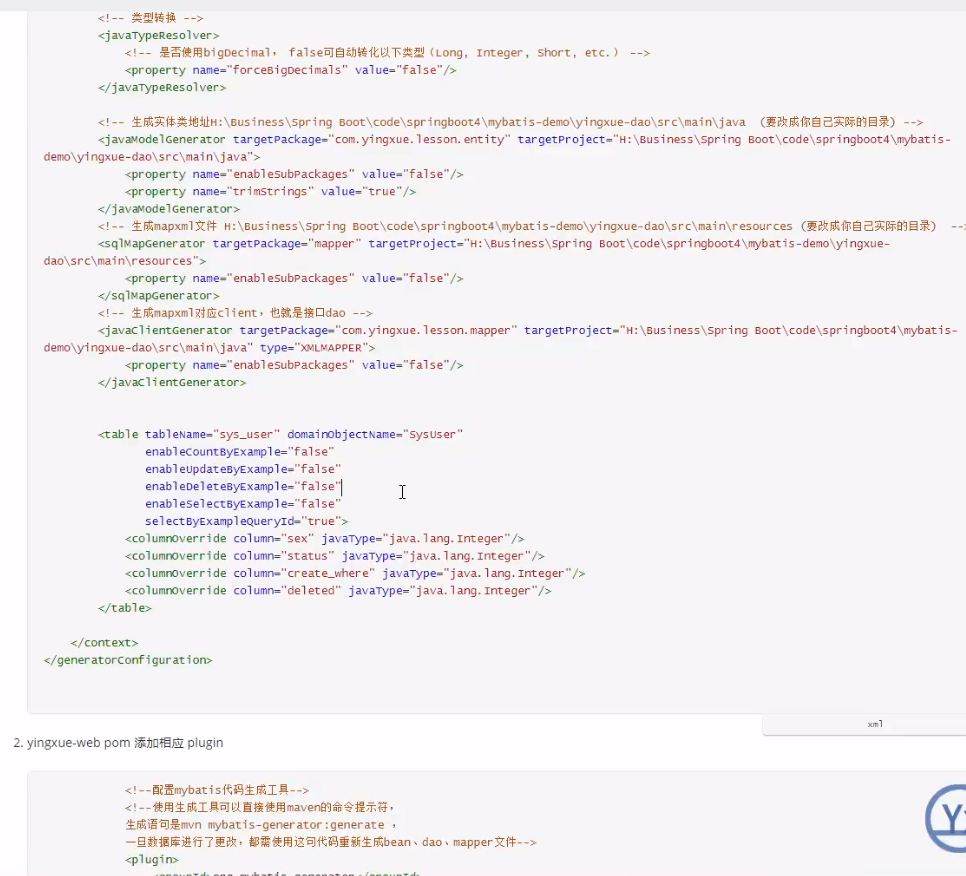 <!-- 类型转换 -->
<javaTypeResolver>
<!-- 是否使用bigDecimal， false可自动转化以下类型（Long, Integer, Short, etc.） -->
<property name="forceBigDecimals" value="false"/>
</javaTypeResolver>
<!-- 生成实体类地址H:\Business\Spring Boot\code\springboot4\mybatis-demo\yingxue-dao\src\main\java （要改成你自己实际的目录）-->
<javaModelGenerator targetPackage="com.yingxue.lesson.entity" targetProject="H:\Business\Spring Boot\code\springboot4\mybatis-
demo\yingxue-dao\src\main\java">
<property name="enableSubPackages" value="false"/>
<property name="trimStrings" value="true"/>
</javaModelGenerator>
<!-- 生成mapxml文件 H:\Business\Spring Boot\code\springboot4\mybatis-demo\yingxue-dao\src\main\resources（要改成你自己实际的目录） -->
<sqlMapGenerator targetPackage="mapper" targetProject="H:\Business\Spring Boot\code\springboot4\mybatis-demo\yingxue-
dao\src\main\resources">
<property name="enableSubPackages" value="false"/>
</sqlMapGenerator>
<!-- 生成mapxml对应client，也就是接口dao -->
<javaClientGenerator targetPackage="com.yingxue.lesson.mapper" targetProject="H:\Business\Spring Boot\code\springboot4\mybatis-
demo\yingxue-dao\src\main\java" type="XMLMAPPER">
<property name="enableSubPackages" value="false"/>
</javaClientGenerator>
<table tableName="sys_user" domainObjectName="SysUser"
enableCountByExample="false"
enableUpdateByExample="false"
enableDeleteByExample="false"
enableSelectByExample="false"
selectByExampleQueryId="true">
<columnOverride column="sex" javaType="java.lang.Integer"/>
<columnOverride column="status" javaType="java.lang.Integer"/>
<columnOverride column="create_where" javaType="java.lang.Integer"/>
<columnOverride column="deleted" javaType="java.lang.Integer"/>
</table>
</context>
</generatorConfiguration>
xml
2. yingxue-web pom 添加相应 plugin
<!--配置mybatis代码生成工具-->
<!--使用生成工具可以直接使用maven的命令提示符，
生成语句是mvn mybatis-generator:generate ，
一旦数据库进行了更改，都需使用这句代码重新生成bean、dao、mapper文件-->
<plugin>